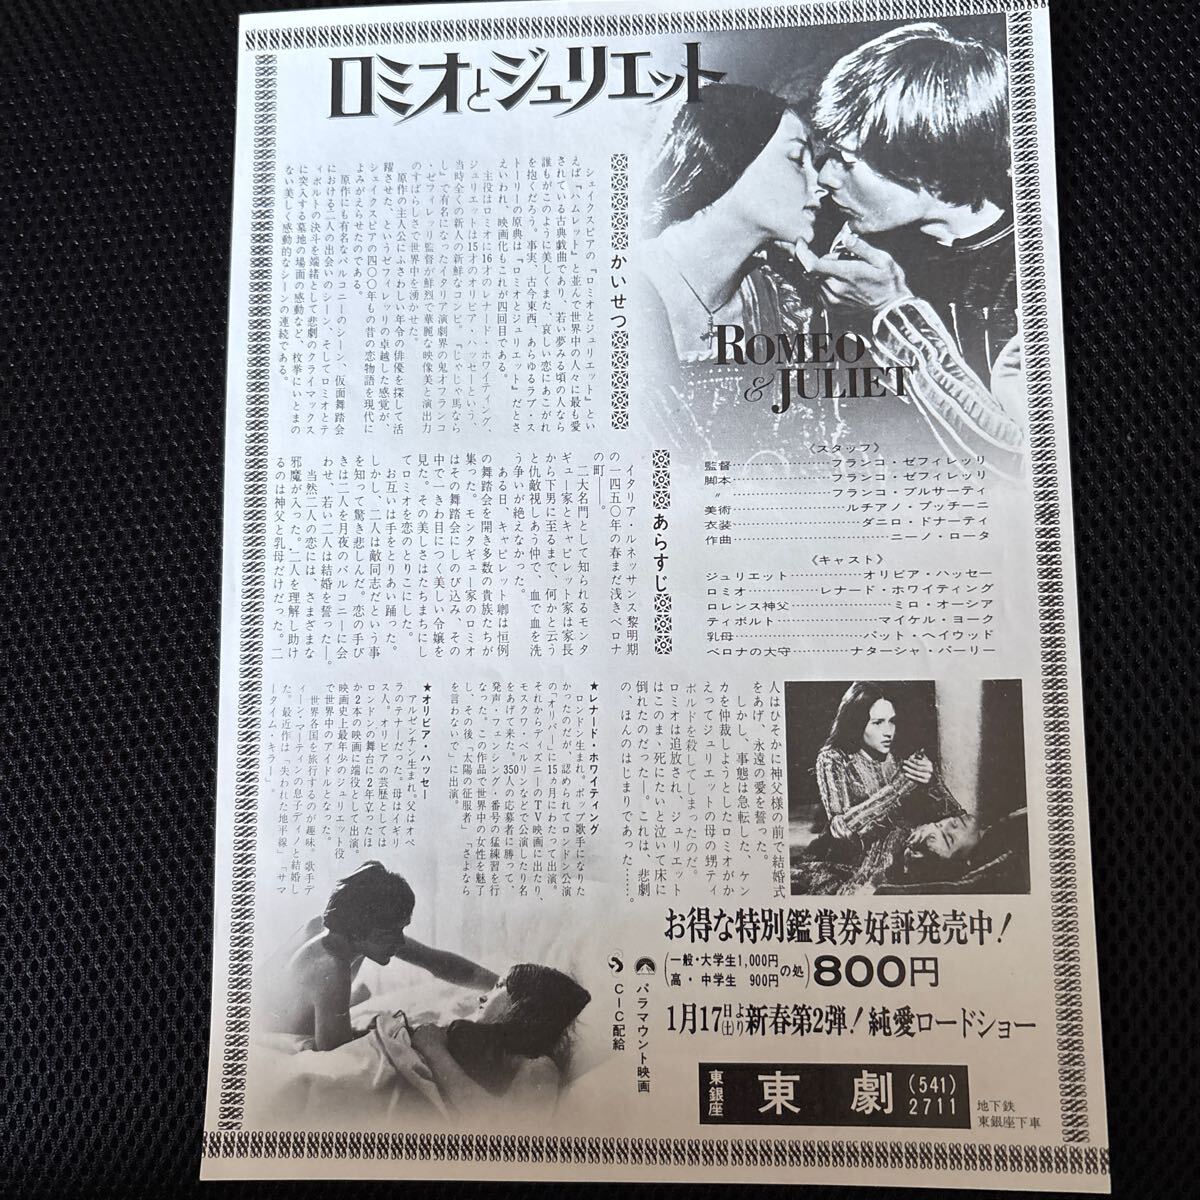 ロミオとジュリエット
ROMEO
& JULIET
かいせつ
シェイクスピアの『ロミオとジュリエット』とい
えば『ハムレット』と並んで世界中の人々に最も愛
されている古典戯曲であり、若い夢みる頃の人なら
誰もがこのように美しくまた、哀しい恋にあこがれ
を抱くだろう。事実、古今東西、あらゆるラブ・ス
トーリーの原典は『ロミオとジュリエット』だとさ
えいわれ、映画化もこれが四回目である。
主役はロミオに16才のレナード・ホワイティング、
ジュリエットは15才のオリビア・ハッセーという、
当時全くの新人の新鮮なコンビ。『じゃじゃ馬なら
し』で有名になったイタリア演劇界の鬼才フランコ
・ゼフィレッリ監督が鮮烈で華麗な映像美と演出力
のすばらしさで世界中を湧かせた。
原作の主人公にふさわしい年令の俳優を探して活
躍させた、というゼフィレッリの卓越した感覚が、
シェイクスピアの四〇〇年もの昔の恋物語を現代に
よみがえらせたのである。
原作にも有名なバルコニーのシーン、仮面舞踏会
における二人の出会いのシーン、そしてロミオとテ
ィボルトの決斗を端緒として悲劇のクライマックス
に突入する墓地の場面の感動など、枚挙にいとまの
ない美しく感動的なシーンの連続である。
《スタッフ》
監督…………フランコ・ゼフィレッリ
脚本…………フランコ・ゼフィレッリ
〃…………フランコ・ブルサーティ
美術…………ルチアノ・プッチーニ
衣装…………ダニロ・ドナーティ
作曲…………ニーノ・ロータ
《キャスト》
ジュリエット…………オリビア・ハッセー
ロミオ…………レナード・ホワイティング
ロレンス神父…………ミロ・オーシア
ティボルト…………マイケル・ヨーク
乳母…………パット・ヘイウッド
ベロナの大守…………ナターシャ・パーリー
あらすじ
イタリア・ルネッサンス黎明期
の一四五〇年の春まだ浅きベロナ
の町──。
二大名門として知られるモンタ
ギュー家とキャピレット家は家長
から下男に至るまで、何かと云う
と仇敵視しあう仲で、血で血を洗
う争いが絶えなかった。
ある日、キャピレット卿は恒例
の舞踏会を開き多数の貴族たちが
集った。モンタギュー家のロミオ
はその舞踏会にしのび込み、その
中で一きわ目につく美しい令嬢を
見た。その美しさはたちまちにし
てロミオを恋のとりこにした。
お互いは手をとりあい踊った。
しかし、二人は敵同志だという事
を知って驚き悲しんだ。恋の手び
きは二人を月夜のバルコニーに会
わせ、若い二人は結婚を誓った──。
当然二人の恋には、さまざまな
邪魔が入った。二人を理解し助け
るのは神父と乳母だけだった。二
人はひそかに神父様の前で結婚式
をあげ、永遠の愛を誓った。
しかし、事態は急転した、ケン
カを仲裁しようとしたロミオがか
えってジュリエットの母の甥ティ
ボルドを殺してしまったのだ。
ロミオは追放され、ジュリエット
はこのまゝ死にたいと泣いて床に
倒れたのだった──。これは、悲劇
の、ほんのはじまりであった……。
★レナード・ホワイティング
ロンドン生まれ。ポップ歌手になりた
かったのだが、認められてロンドン公演
の「オリバー」に15ヵ月にわたって出演。
それからディズニーのTV映画に出たり、
モスクワ・ベルリンなどで公演したり名
をあげて来た。350人の応募者に勝って、
発声・フェンシング・番号の猛練習を行
なった。この作品で世界中の女性を魅了
し、その後「太陽の征服者」「さよなら
を言わないで」に出演。
★オリビア・ハッセー
アルゼンチン生まれ。父はオペ
ラのテナーだった。母はイギリ
ス人。オリビアの芸歴としては
ロンドンの舞台に2年立ったほ
か2本の映画に端役として出演。
映画史上最年少のジュリエット役
で世界中のアイドルとなった。
世界各国を旅行するのが趣味。歌手デ
ィーン・マーティンの息子ディノと結婚し
た。最近作は「失われた地平線」「サマ
ータイム・キラー」。
パラマウント映画
CIC配給
お得な特別鑑賞券好評発売中!
(一般・大学生1,000円
高・中学生 900円の処)800円
1月17日(土)より新春第2弾!純愛ロードショー
東銀座 東劇 (541)2711
地下鉄
東銀座下車